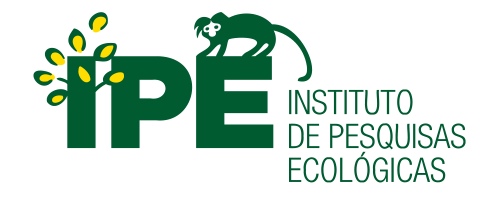 IPÊ
INSTITUTO
DE PESQUISAS
ECOLÓGICAS